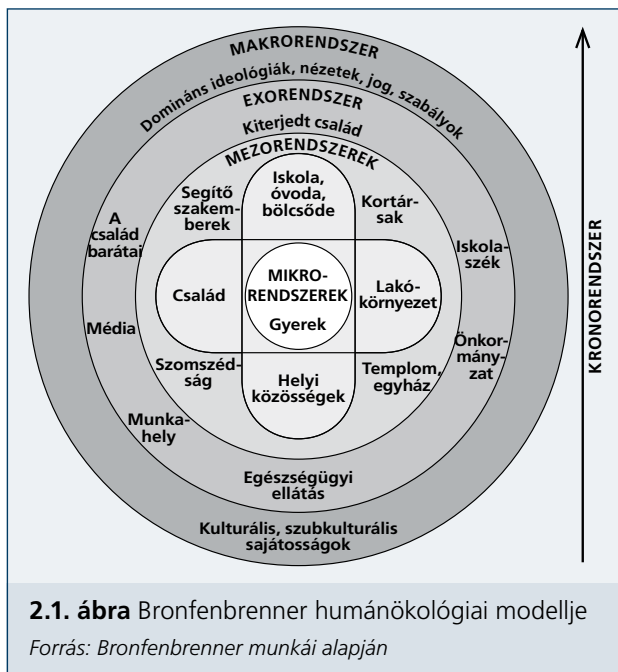 MAKRORENDSZER
Domináns ideológiák, nézetek, jog, szabályok
EXORENDSZER
Kiterjedt család
MEZORENDSZEREK
Iskola,
óvoda,
bölcsőde
Segítő
szakem-
berek
Kortár-
sak
A
család
barátai
Iskola-
szék
MIKRO-
RENDSZEREK
Gyerek
Család
Lakó-
környezet
Média
Önkor-
mány-
zat
Szomszéd-
ság
Helyi
közösségek
Templom,
egyház
Munka-
hely
Egészségügyi
ellátás
Kulturális, szubkulturális
sajátosságok
KRONORENDSZER
2.1. ábra Bronfenbrenner humánökológiai modellje
Forrás: Bronfenbrenner munkái alapján